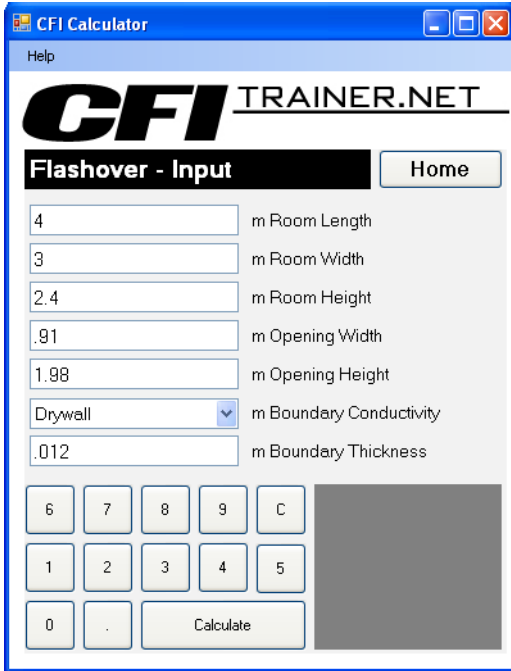 CFI Calculator
Help
CFI TRAINER.NET
Flashover - Input Home
4 m Room Length
3 m Room Width
2.4 m Room Height
.91 m Opening Width
1.98 m Opening Height
Drywall m Boundary Conductivity
.012 m Boundary Thickness
6 7 8 9 C
1 2 3 4 5
0 . Calculate